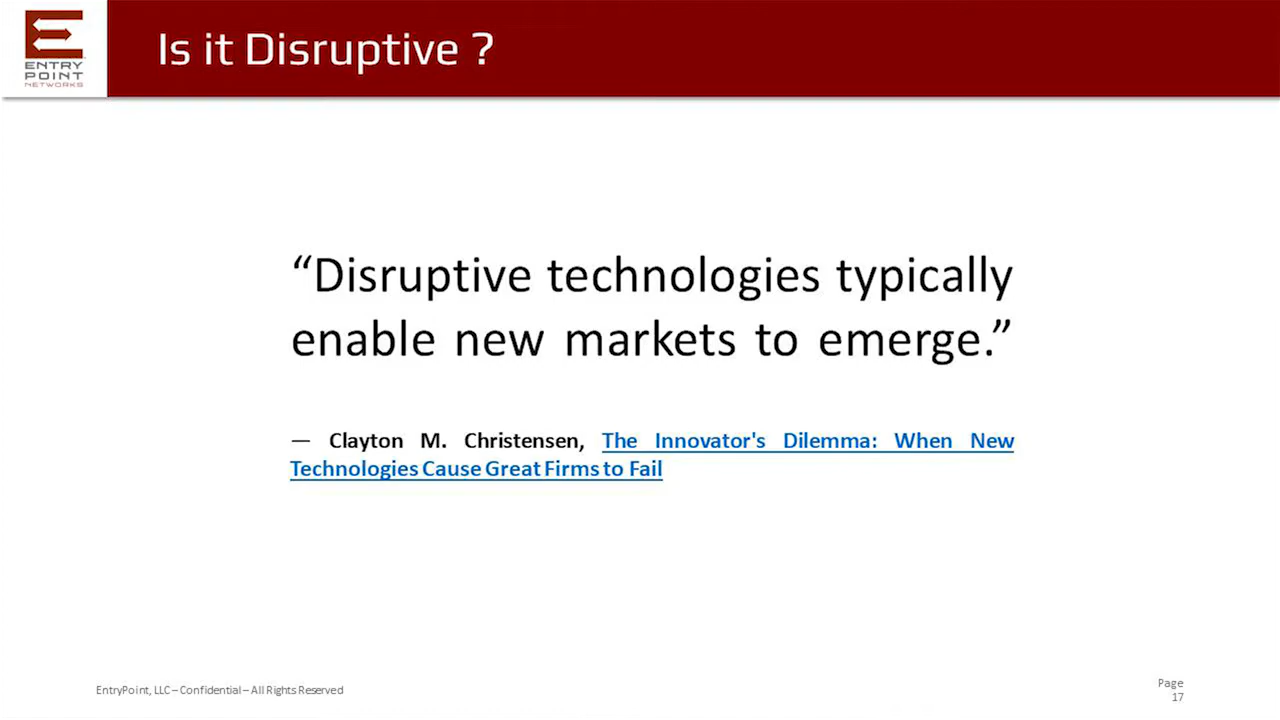 ENTRY
POINT
NETWORKS
Is it Disruptive ?
“Disruptive technologies typically
enable new markets to emerge.”
— Clayton M. Christensen, The Innovator's Dilemma: When New
Technologies Cause Great Firms to Fail
EntryPoint, LLC – Confidential – All Rights Reserved
Page
17